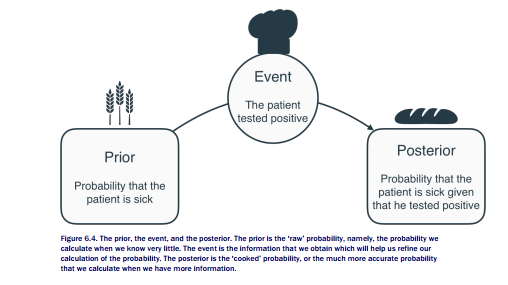 Event
The patient
tested positive
Prior
Probability that the
patient is sick
Posterior
Probability that the
patient is sick given
that he tested positive
Figure 6.4. The prior, the event, and the posterior. The prior is the ‘raw’ probability, namely, the probability we
calculate when we know very little. The event is the information that we obtain which will help us refine our
calculation of the probability. The posterior is the ‘cooked’ probability, or the much more accurate probability
that we calculate when we have more information.